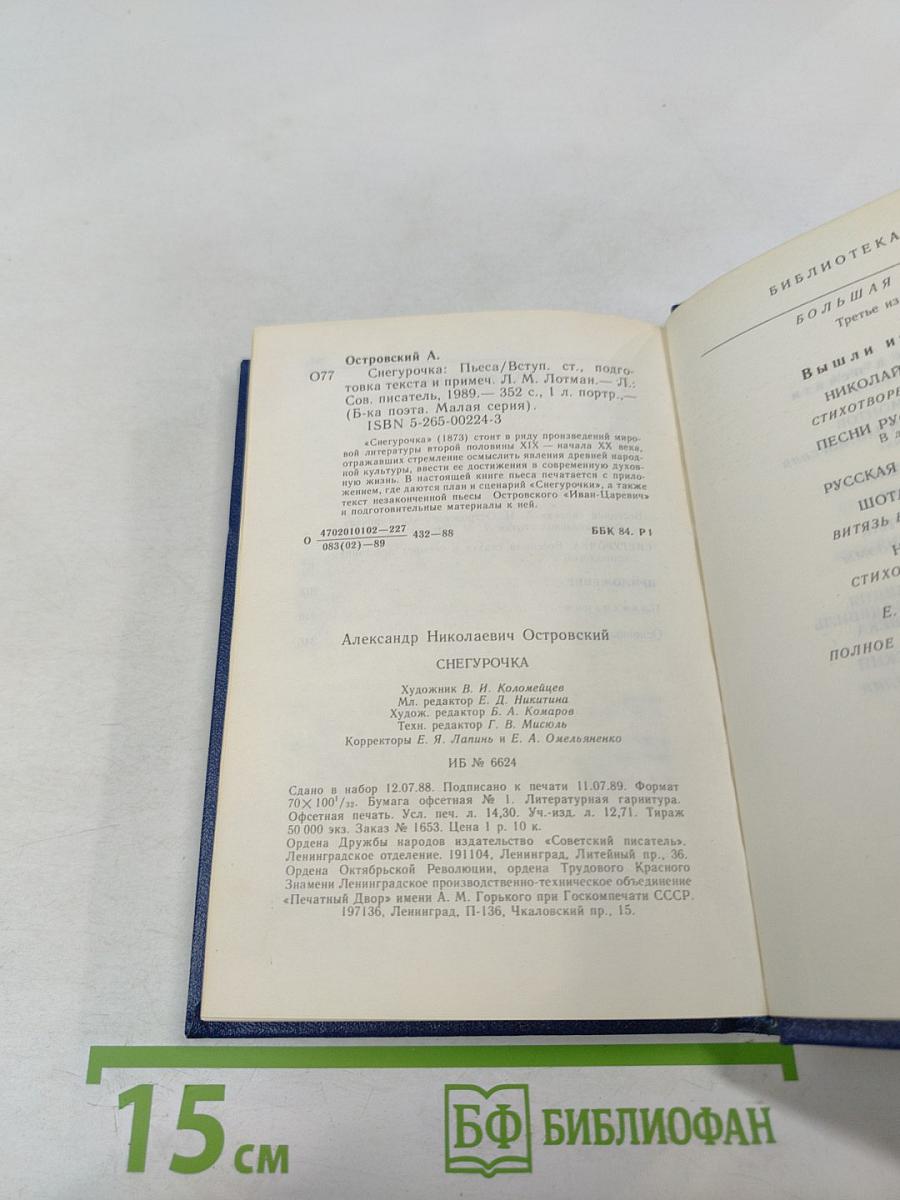 Островский А.
О77
Снегурочка: Пьеса/Вступ. ст., подго-
товка текста и примеч. Л. М. Лотман.— Л.:
Сов. писатель, 1989.— 352 с., 1 л. портр.,—
(Б-ка поэта. Малая серия).
ISBN 5-265-00224-3
«Снегурочка» (1873) стоит в ряду произведений миро-
вой литературы второй половины XIX — начала XX века,
отражавших стремление осмыслить явления древней народ-
ной культуры, ввести ее достижения в современную духов-
ную жизнь. В настоящей книге пьеса печатается с прило-
жением, где даются план и сценарий «Снегурочки», а также
текст незаконченной пьесы Островского «Иван-Царевич»
и подготовительные материалы к ней.
О 4702010102—227
083(02)—89 432—88 ББК 84. Р1
Александр Николаевич Островский
СНЕГУРОЧКА
Художник В. И. Коломейцев
Мл. редактор Е. Д. Никитина
Худож. редактор Б. А. Комаров
Техн. редактор Г. В. Мисюль
Корректоры Е. Я. Лапинь и Е. А. Омельяненко
ИБ № 6624
Сдано в набор 12.07.88. Подписано к печати 11.07.89. Формат
70×100¹/₃₂. Бумага офсетная № 1. Литературная гарнитура.
Офсетная печать. Усл. печ. л. 14,30. Уч.-изд. л. 12,71. Тираж
50 000 экз. Заказ № 1653. Цена 1 р. 10 к.
Ордена Дружбы народов издательство «Советский писатель».
Ленинградское отделение. 191104, Ленинград, Литейный пр., 36.
Ордена Октябрьской Революции, ордена Трудового Красного
Знамени Ленинградское производственно-техническое объединение
«Печатный Двор» имени А. М. Горького при Госкомпечати СССР.
197136, Ленинград, П-136, Чкаловский пр., 15.
БИБЛИОТЕКА
БОЛЬШАЯ
Третье из
Вышли и
НИКОЛАЙ
СТИХОТВОРЕ
ПЕСНИ РУС
В д
РУССКАЯ
ШОТЛ
ВИТЯЗЬ В
Н
СТИХО
Е.
ПОЛНОЕ
15 см
БФ БИБЛИОФАН